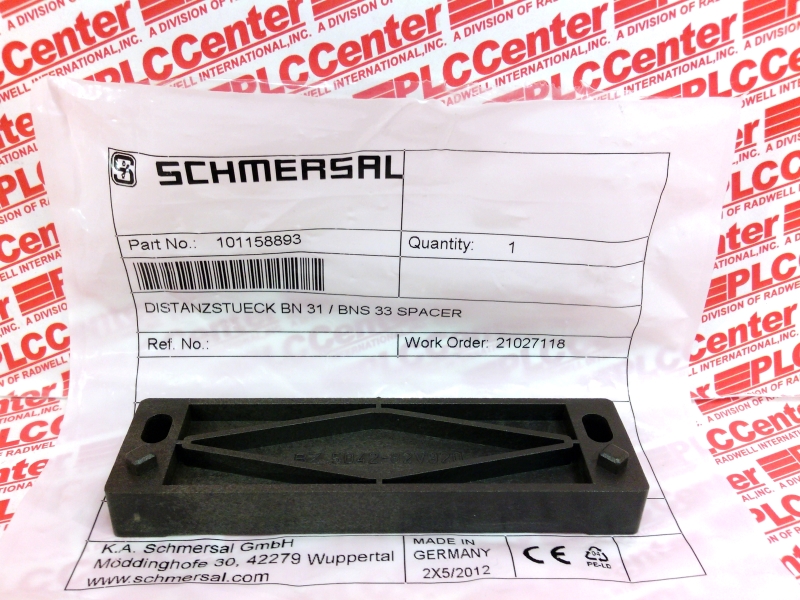 SCHMERSAL
Part No.: 101158893
Quantity: 1
DISTANZSTUECK BN 31 / BNS 33 SPACER
Ref. No.:
Work Order: 21027118
K.A. Schmersal GmbH
Möddinghofe 30, 42279 Wuppertal
www.schmersal.com
MADE IN
GERMANY
2X5/2012
CE
04
PE-LD
PLCCenter
A DIVISION OF RADWELL INTERNATIONAL, INC.